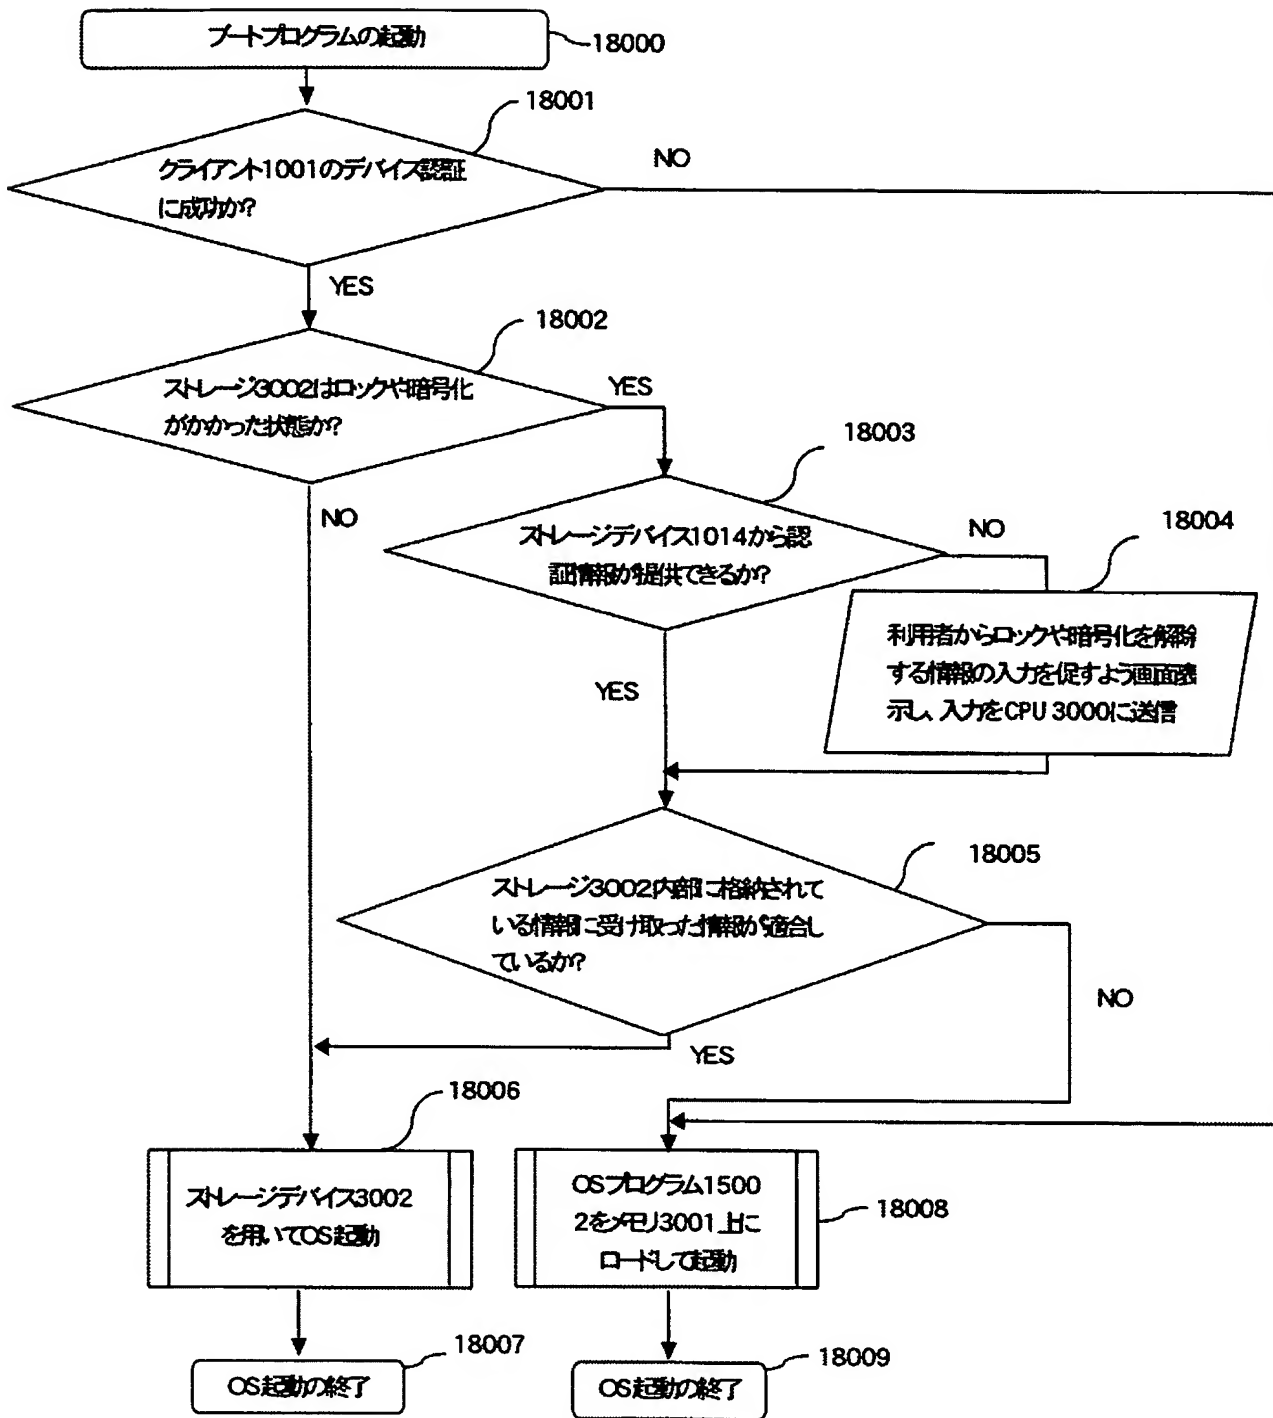 ブートプログラムの起動
18000
18001
クライアント1001のデバイス認証
に成功か?
NO
YES
18002
ストレージ3002はロックや暗号化
がかかった状態か?
YES
18003
NO
ストレージデバイス1014から認
証情報が提供できるか?
NO
18004
利用者からロックや暗号化を解除
する情報の入力を促すよう画面表
示し、入力をCPU 3000に送信
YES
18005
ストレージ3002内部に格納されて
いる情報に受け取った情報が適合し
ているか?
NO
YES
18006
ストレージデバイス3002
を用いてOS起動
OSプログラム1500
2をメモリ3001上に
ロードして起動
18008
18007
OS起動の終了
18009
OS起動の終了